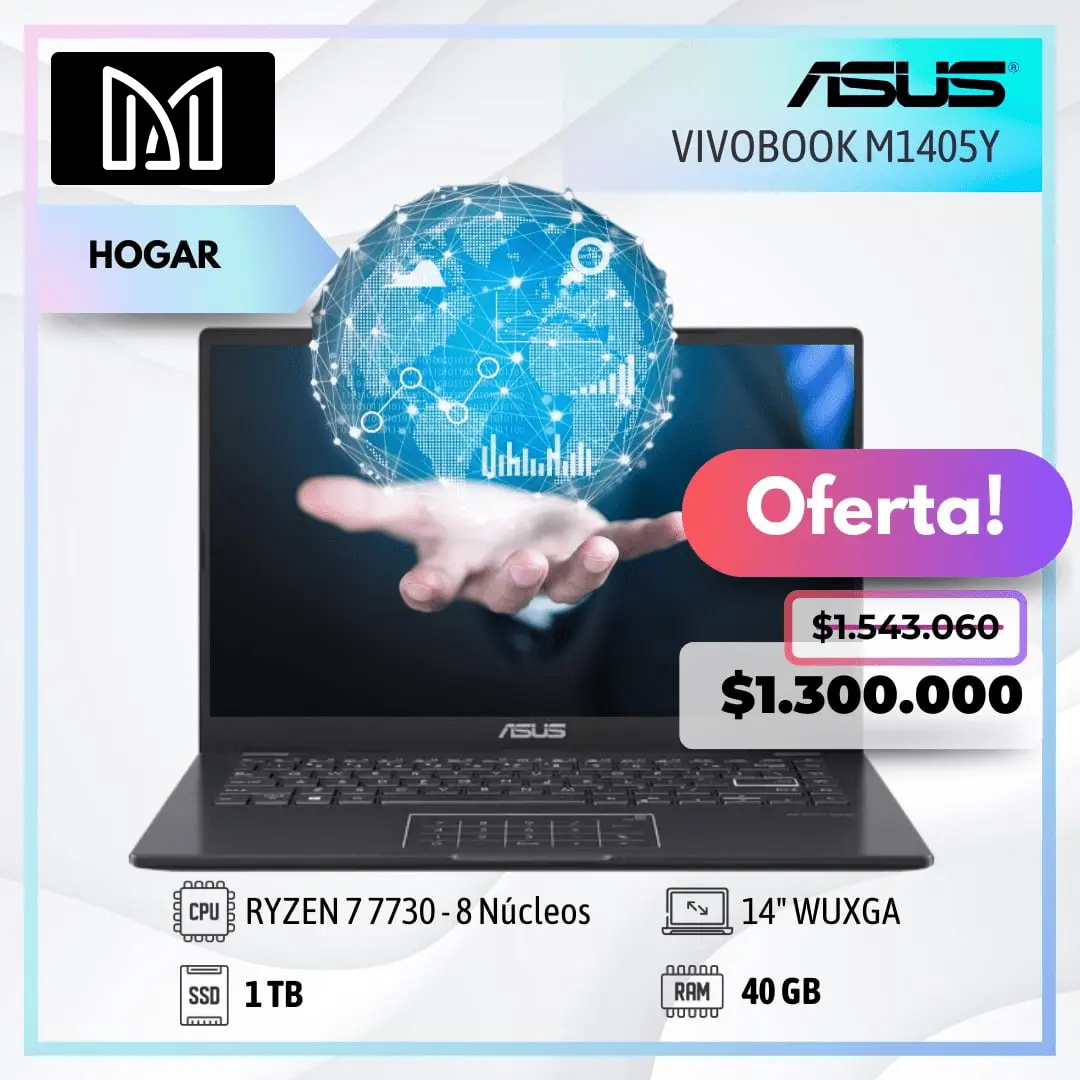 ASUS®
VIVOBOOK M1405Y
HOGAR
Oferta!
$1.543.060
$1.300.000
ASUS
CPU
RYZEN 7 7730 - 8 Núcleos
14" WUXGA
SSD
1 TB
RAM
40 GB